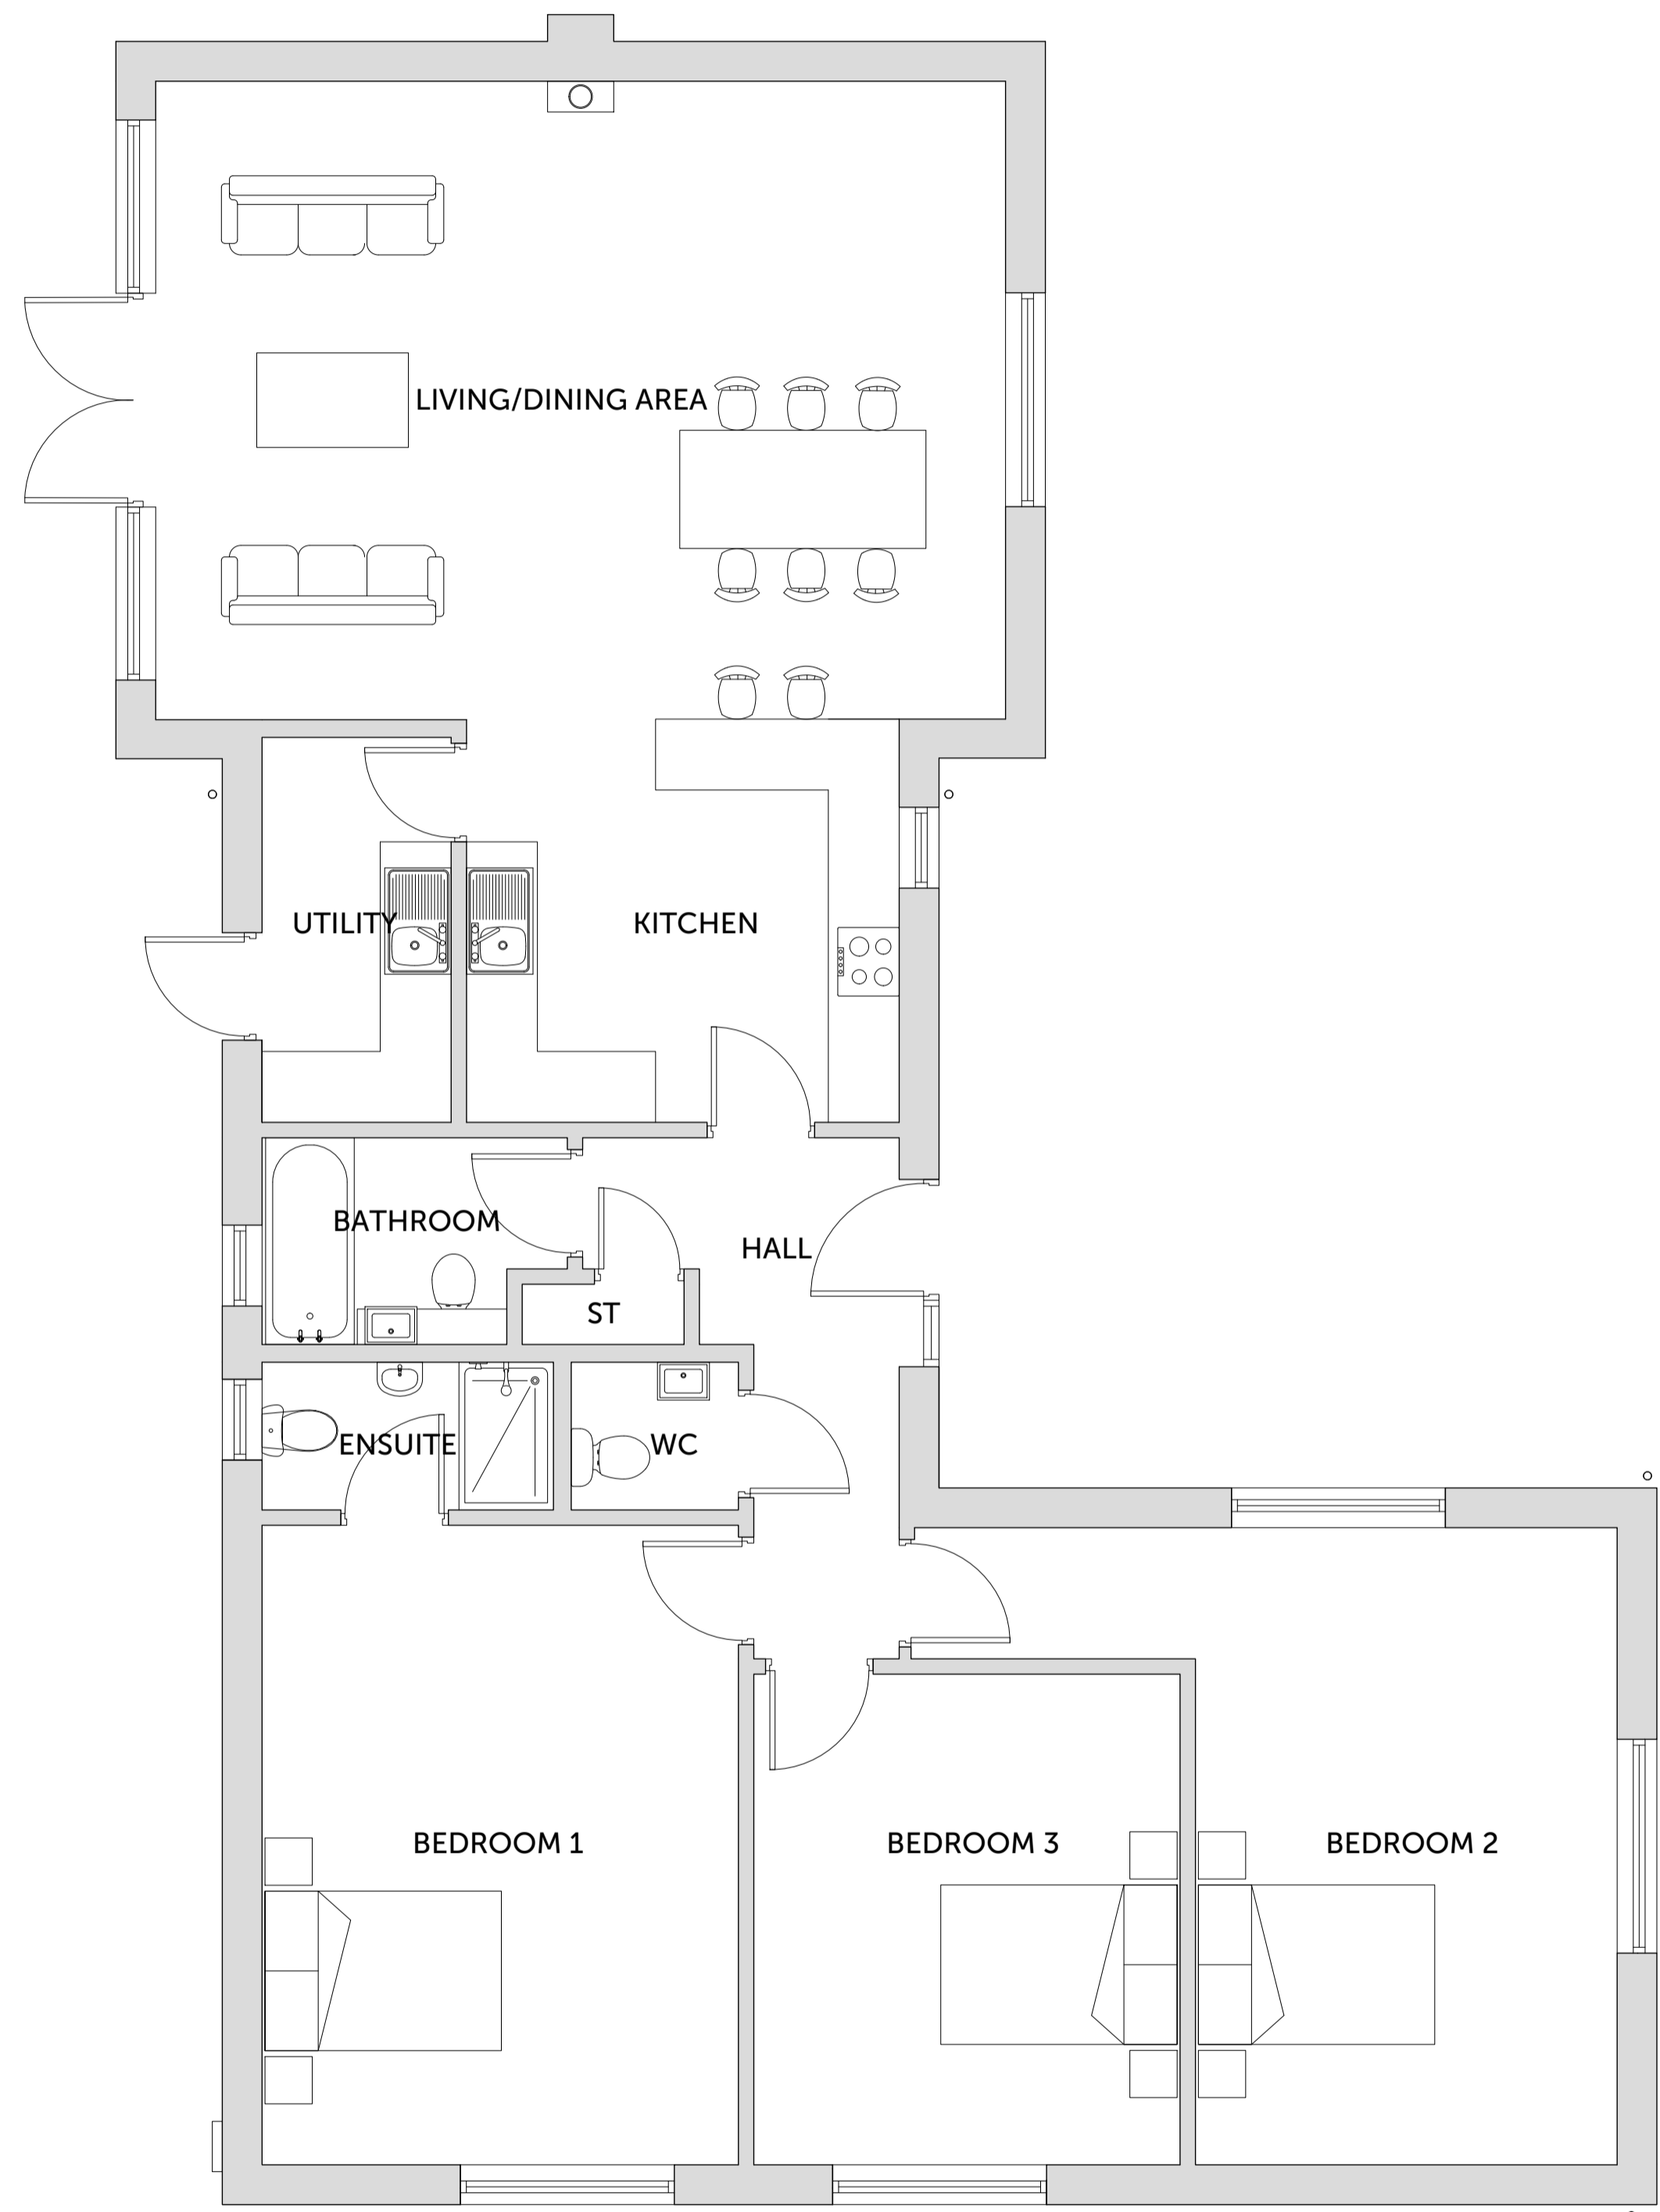 LIVING/DINING AREA
UTILITY
KITCHEN
BATHROOM
HALL
ST
ENSUITE
WC
BEDROOM 1
BEDROOM 3
BEDROOM 2